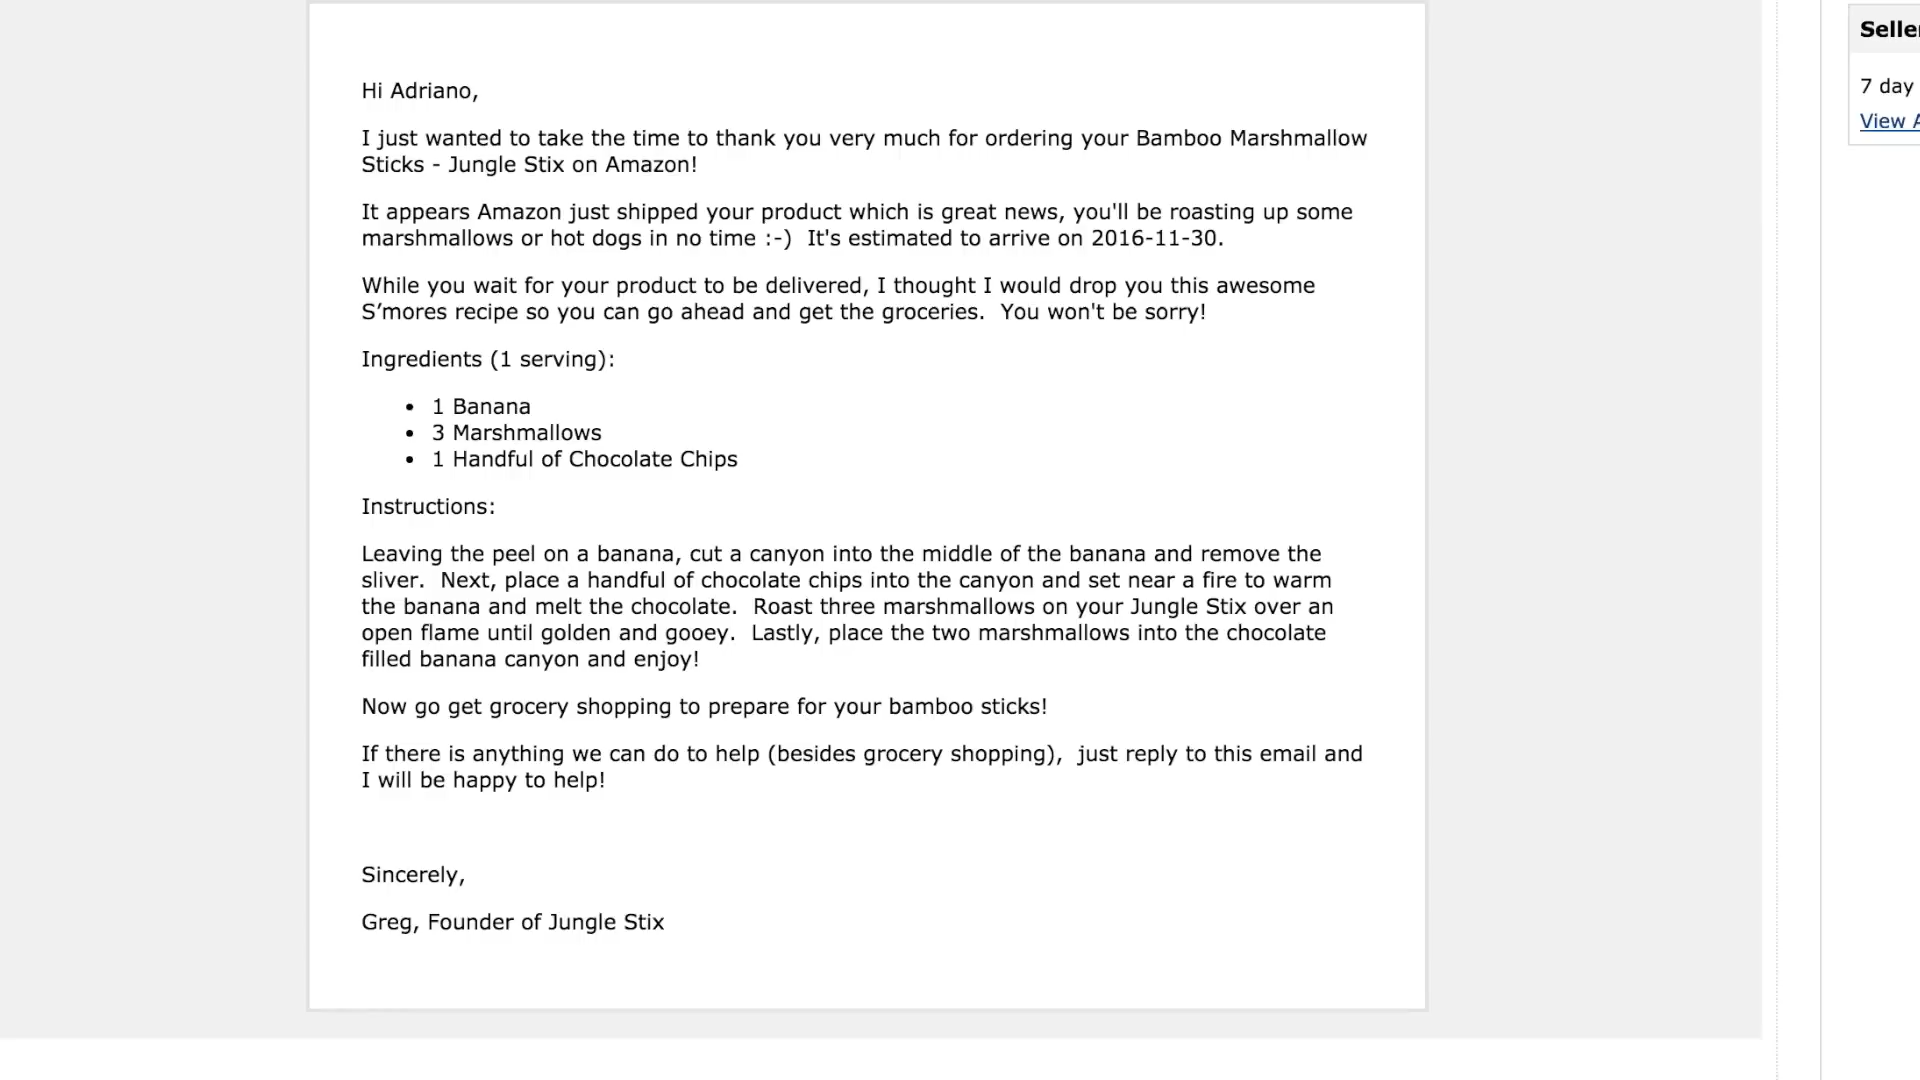 Hi Adriano,
I just wanted to take the time to thank you very much for ordering your Bamboo Marshmallow
Sticks - Jungle Stix on Amazon!
It appears Amazon just shipped your product which is great news, you'll be roasting up some
marshmallows or hot dogs in no time :-)  It's estimated to arrive on 2016-11-30.
While you wait for your product to be delivered, I thought I would drop you this awesome
S’mores recipe so you can go ahead and get the groceries.  You won't be sorry!
Ingredients (1 serving):
• 1 Banana
• 3 Marshmallows
• 1 Handful of Chocolate Chips
Instructions:
Leaving the peel on a banana, cut a canyon into the middle of the banana and remove the
sliver.  Next, place a handful of chocolate chips into the canyon and set near a fire to warm
the banana and melt the chocolate.  Roast three marshmallows on your Jungle Stix over an
open flame until golden and gooey.  Lastly, place the two marshmallows into the chocolate
filled banana canyon and enjoy!
Now go get grocery shopping to prepare for your bamboo sticks!
If there is anything we can do to help (besides grocery shopping),  just reply to this email and
I will be happy to help!
Sincerely,
Greg, Founder of Jungle Stix
7 day
View